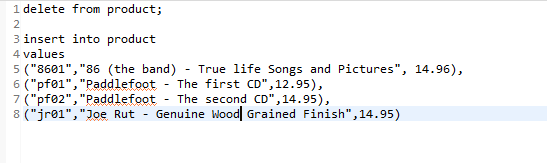 1 delete from product;
2
3 insert into product
4 values
5 ("8601","86 (the band) - True life Songs and Pictures", 14.96),
6 ("pf01","Paddlefoot - The first CD",12.95),
7 ("pf02","Paddlefoot - The second CD",14.95),
8 ("jr01","Joe Rut - Genuine Wood Grained Finish",14.95)